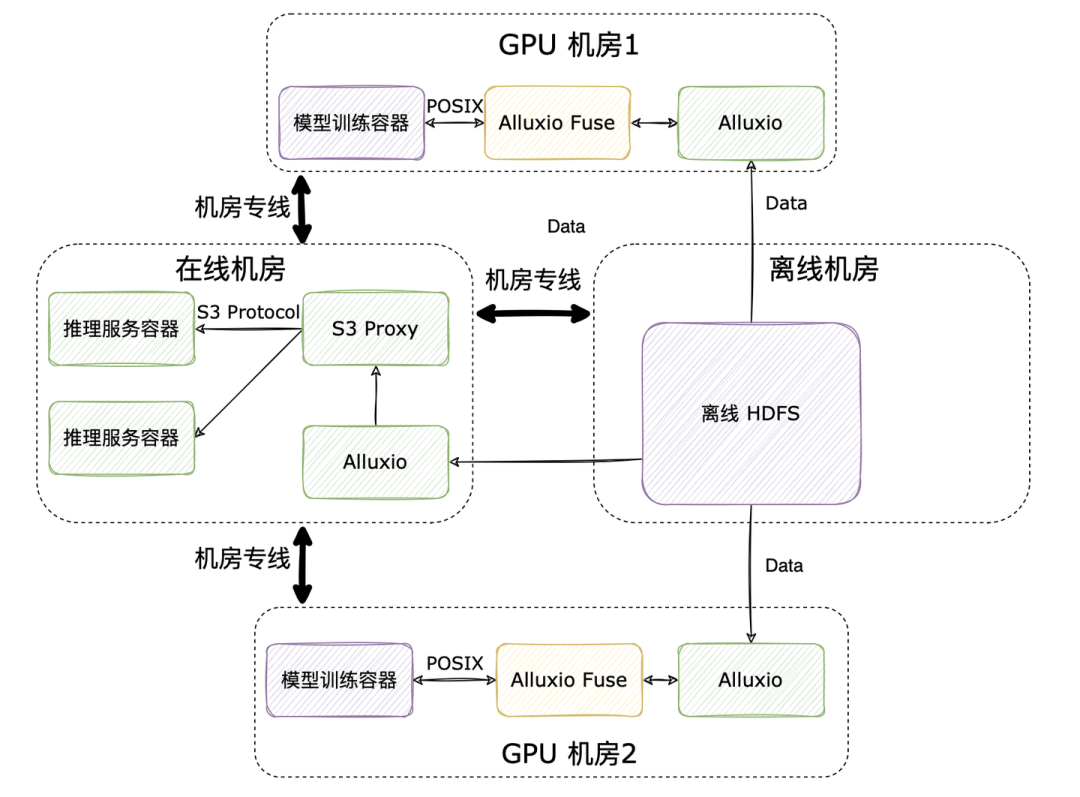 GPU 机房1
模型训练容器
POSIX
Alluxio Fuse
Alluxio
机房专线
Data
Data
在线机房
机房专线
离线机房
推理服务容器
S3 Protocol
S3 Proxy
离线 HDFS
推理服务容器
Alluxio
机房专线
Data
模型训练容器
POSIX
Alluxio Fuse
Alluxio
GPU 机房2